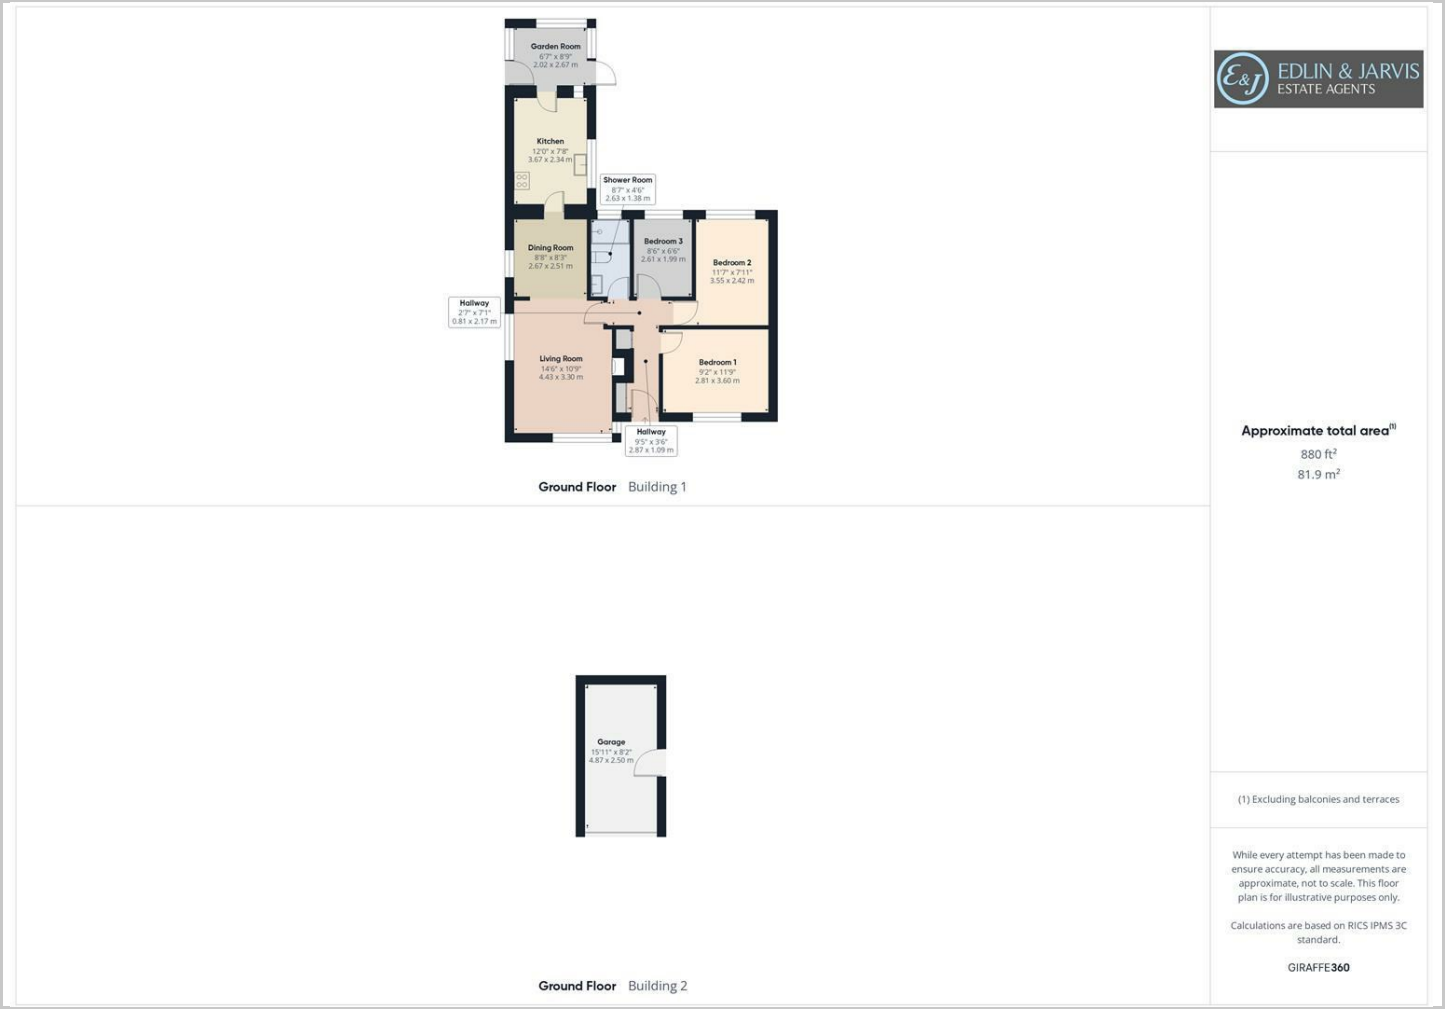 Garden Room
6'7" x 8'9"
2.02 x 2.67 m
Kitchen
12'0" x 7'8"
3.67 x 2.34 m
Shower Room
8'7" x 4'6"
2.63 x 1.38 m
Dining Room
8'8" x 8'3"
2.67 x 2.51 m
Bedroom 3
8'6" x 6'6"
2.61 x 1.99 m
Bedroom 2
11'7" x 7'11"
3.55 x 2.42 m
Hallway
2'7" x 7'1"
0.81 x 2.17 m
Living Room
14'6" x 10'9"
4.43 x 3.30 m
Bedroom 1
9'2" x 11'9"
2.81 x 3.60 m
Hallway
9'5" x 3'6"
2.87 x 1.09 m
Ground Floor Building 1
Garage
15'11" x 8'2"
4.87 x 2.50 m
Ground Floor Building 2
E&J
EDLIN & JARVIS
ESTATE AGENTS
Approximate total area(1)
880 ft²
81.9 m²
(1) Excluding balconies and terraces
While every attempt has been made to
ensure accuracy, all measurements are
approximate, not to scale. This floor
plan is for illustrative purposes only.
Calculations are based on RICS IPMS 3C
standard.
GIRAFFE360